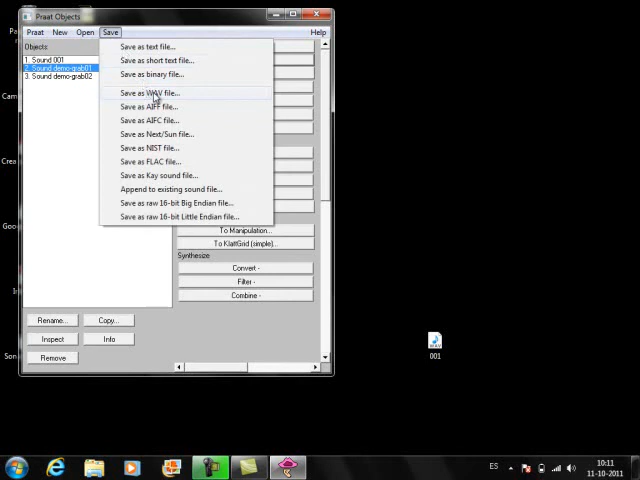 Praat Objects
Praat New Open Save Help
Objects:
1. Sound 001
2. Sound demo-grab01
3. Sound demo-grab02
Save as text file...
Save as short text file...
Save as binary file...
Save as WAV file...
Save as AIFF file...
Save as AIFC file...
Save as Next/Sun file...
Save as NIST file...
Save as FLAC file...
Save as Kay sound file...
Append to existing sound file...
Save as raw 16-bit Big Endian file...
Save as raw 16-bit Little Endian file...
To Manipulation...
To KlattGrid (simple)...
Synthesize
Convert -
Filter -
Combine -
Rename... Copy...
Inspect Info
Remove
Cam
Crea
Goo
Son
WAV
001
ES
10:11
11-10-2011